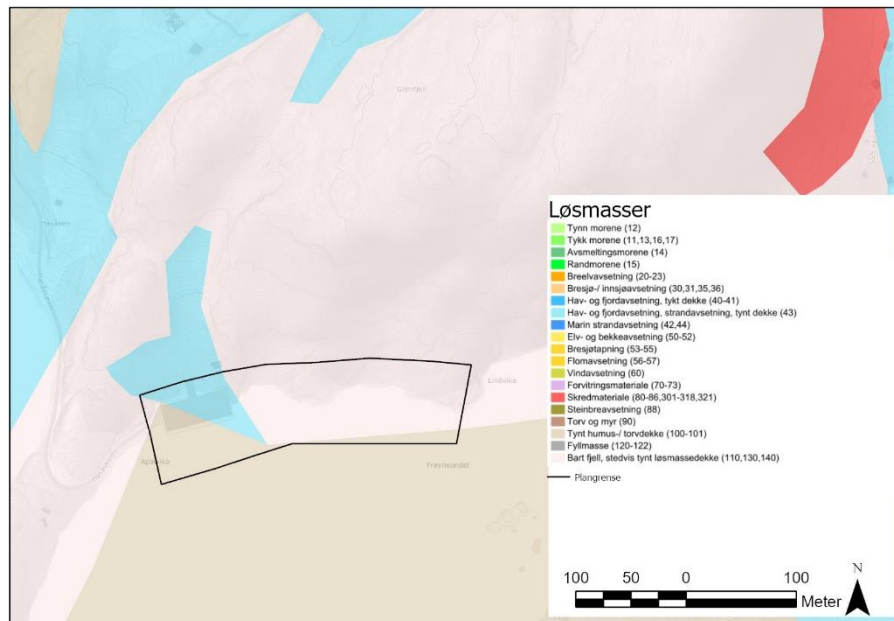 Grønfjell
Løsmasser
Tynn morene (12)
Tykk morene (11,13,16,17)
Avsmeltingsmorene (14)
Randmorene (15)
Breelvavsetning (20-23)
Bresjø-/ innsjøavsetning (30,31,35,36)
Hav- og fjordavsetning, tykt dekke (40-41)
Hav- og fjordavsetning, strandavsetning, tynt dekke (43)
Marin strandavsetning (42,44)
Elv- og bekkeavsetning (50-52)
Bresjøtapning (53-55)
Flomavsetning (56-57)
Vindavsetning (60)
Forvitringsmateriale (70-73)
Skredmateriale (80-86,301-318,321)
Steinbreavsetning (88)
Torv og myr (90)
Tynt humus-/ torvdekke (100-101)
Fyllmasse (120-122)
Bart fjell, stedvis tynt løsmassedekke (110,130,140)
Plangrense
Lindvika
Apalvika
Fravnsundet
N
100 50 0 100
Meter